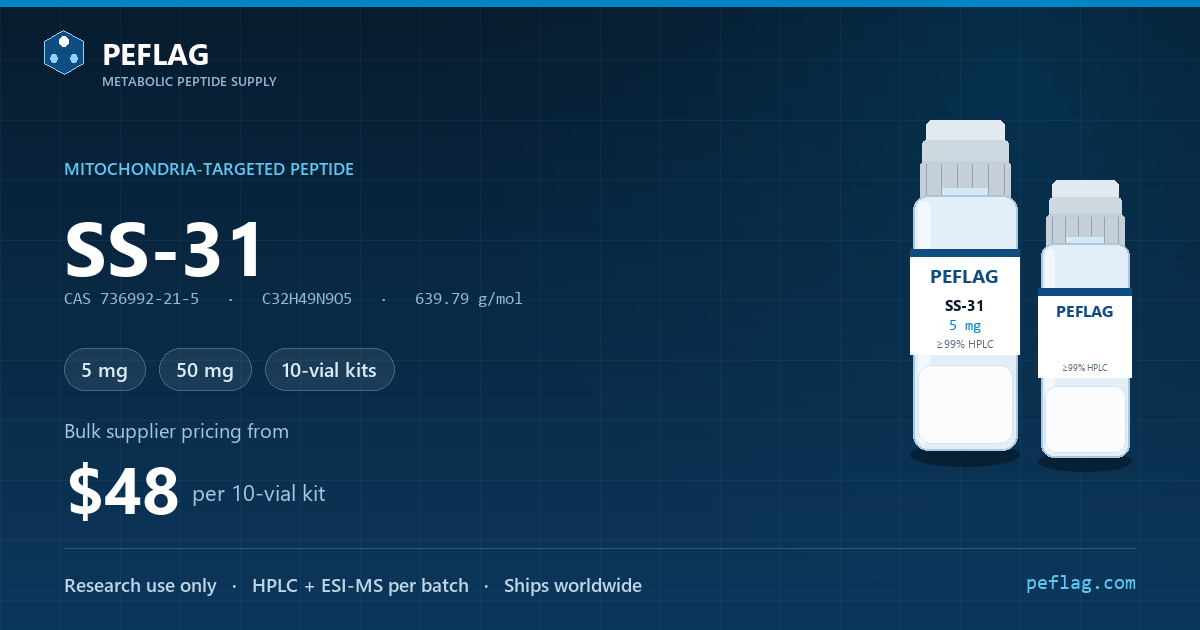 PEFLAG
METABOLIC PEPTIDE SUPPLY
MITOCHONDRIA-TARGETED PEPTIDE
SS-31
CAS 736992-21-5 · C32H49N9O5 · 639.79 g/mol
5 mg 50 mg 10-vial kits
Bulk supplier pricing from
$48 per 10-vial kit
Research use only · HPLC + ESI-MS per batch · Ships worldwide
peflag.com
PEFLAG
SS-31
5 mg
≥99% HPLC
PEFLAG
≥99% HPLC